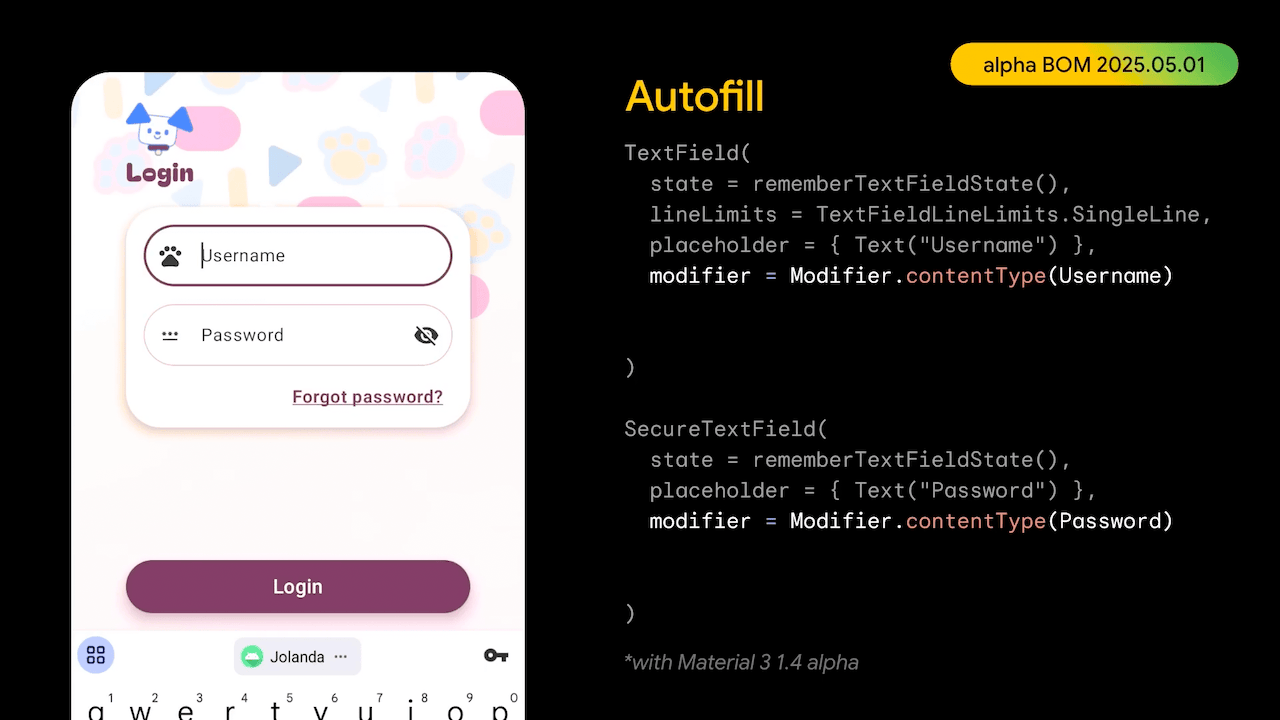 alpha BOM 2025.05.01
Autofill
TextField(
  state = rememberTextFieldState(),
  lineLimits = TextFieldLineLimits.SingleLine,
  placeholder = { Text("Username") },
  modifier = Modifier.contentType(Username)
)
SecureTextField(
  state = rememberTextFieldState(),
  placeholder = { Text("Password") },
  modifier = Modifier.contentType(Password)
)
*with Material 3 1.4 alpha
Login
Username
Password
Forgot password?
Login
Jolanda ···
1 2 3 4 5 6 7 8 9 0
q w e r t y u i o p